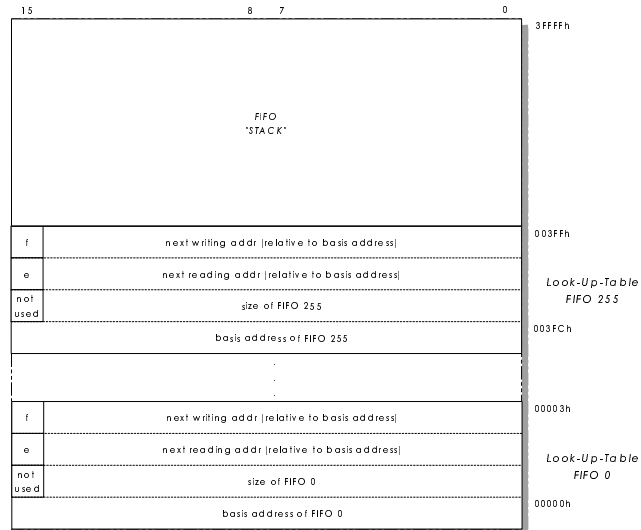 15 8 7 0
3FFFFh
FIFO
"STACK"
003FFh
f next writing addr |relative to basis address|
e next reading addr |relative to basis address|
Look-Up-Table
FIFO 255
not
used
size of FIFO 255
003FCh
basis address of FIFO 255
.
.
.
00003h
f next writing addr |relative to basis address|
e next reading addr |relative to basis address|
Look-Up-Table
FIFO 0
not
used
size of FIFO 0
00000h
basis address of FIFO 0